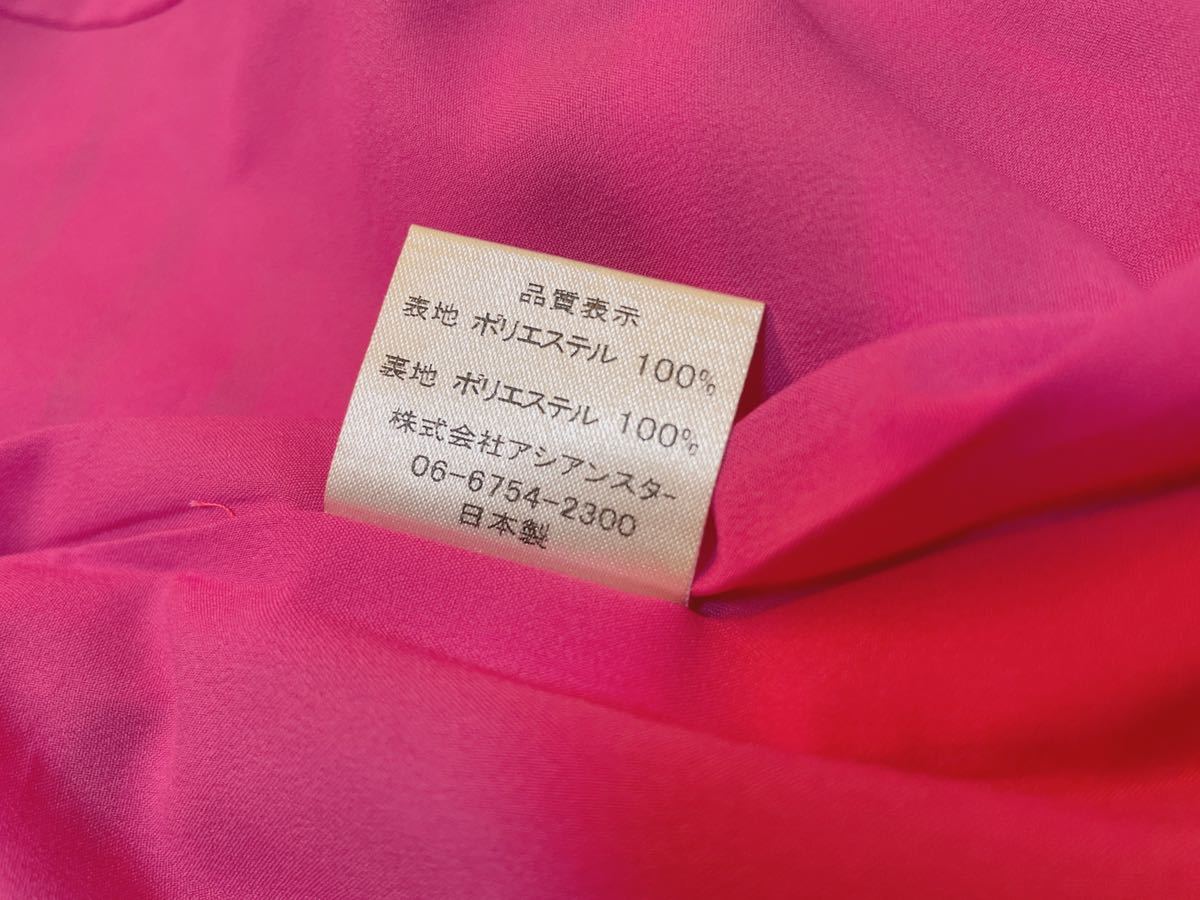 品質表示
表地 ポリエステル 100%
裏地 ポリエステル 100%
株式会社アシアンスター
06-6754-2300
日本製